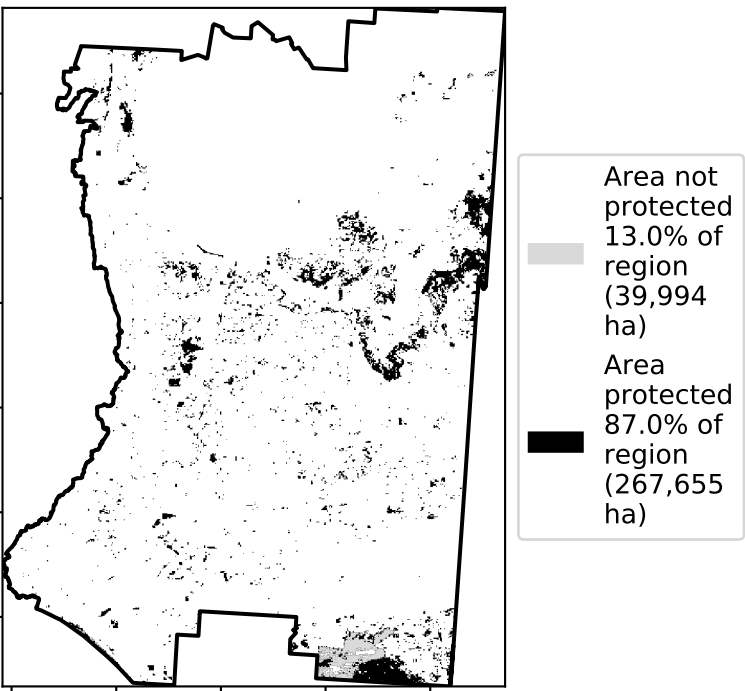 Area not
protected
13.0% of
region
(39,994
ha)
Area
protected
87.0% of
region
(267,655
ha)